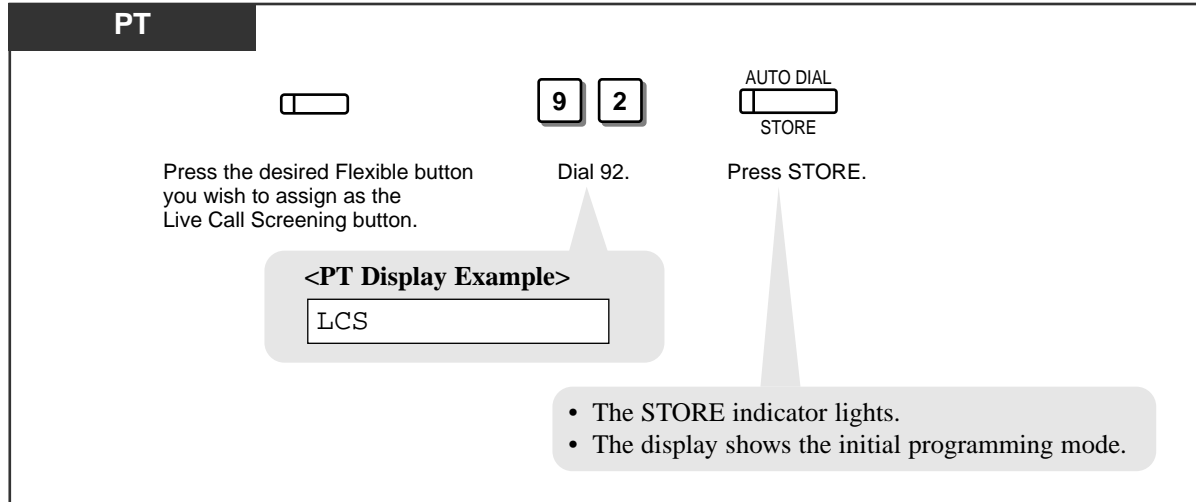 PT
9 2
AUTO DIAL
STORE
Press the desired Flexible button
you wish to assign as the
Live Call Screening button.
Dial 92.
Press STORE.
<PT Display Example>
LCS
• The STORE indicator lights.
• The display shows the initial programming mode.